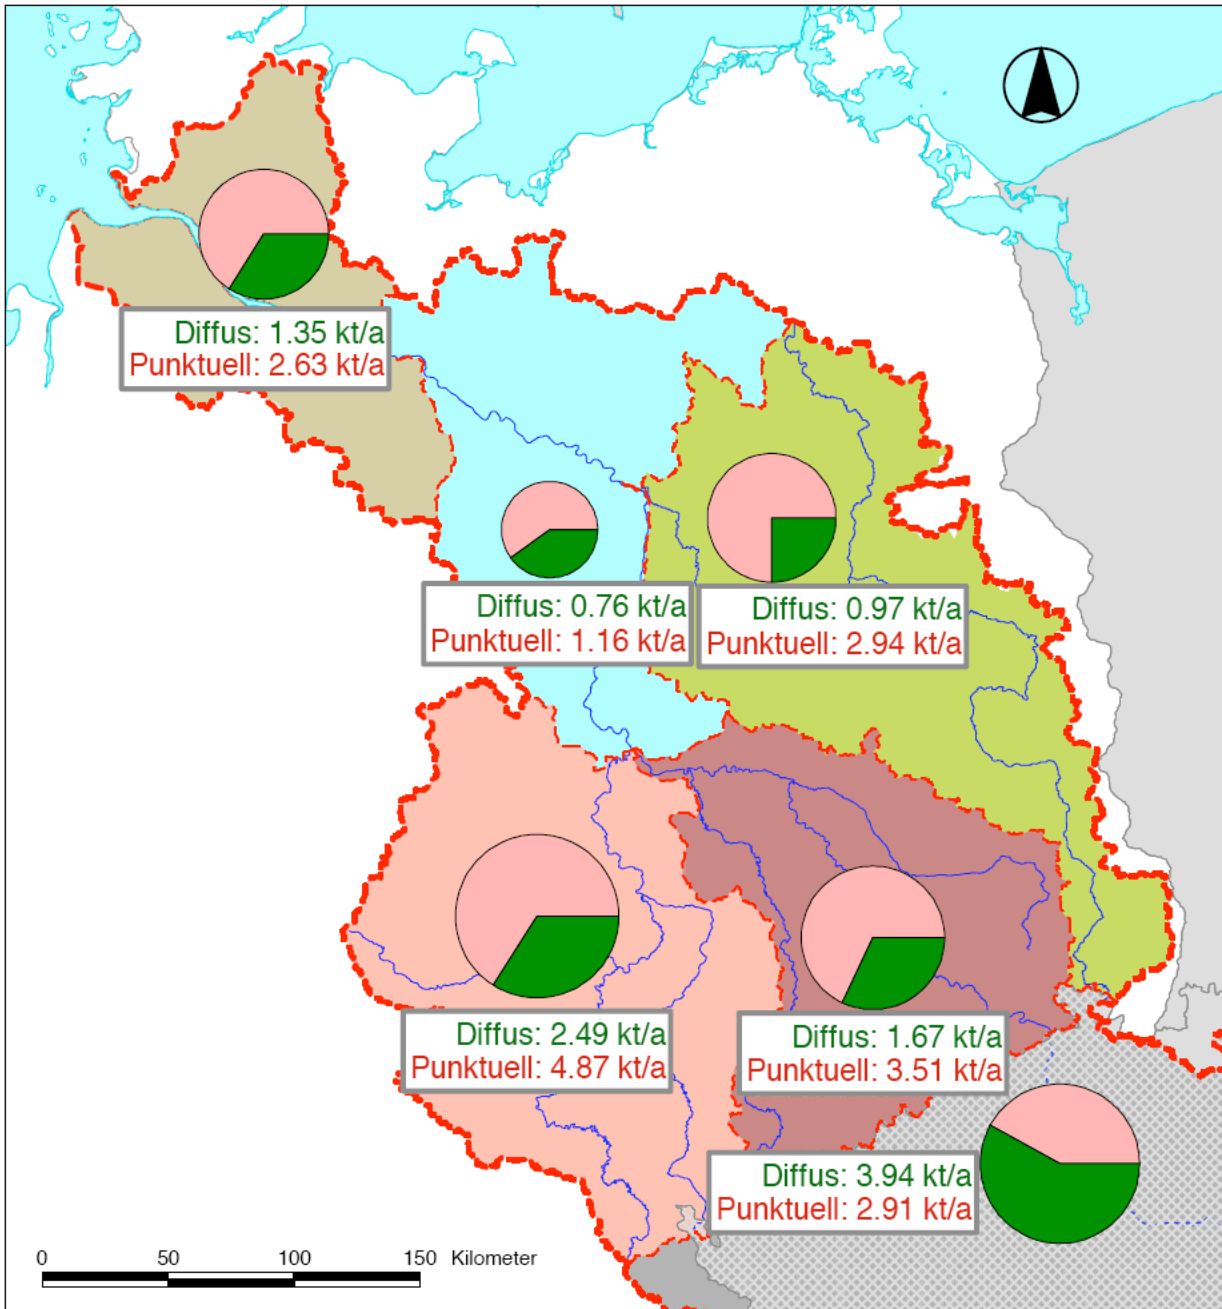 Diffus: 1.35 kt/a
Punktuell: 2.63 kt/a
Diffus: 0.76 kt/a
Punktuell: 1.16 kt/a
Diffus: 0.97 kt/a
Punktuell: 2.94 kt/a
Diffus: 2.49 kt/a
Punktuell: 4.87 kt/a
Diffus: 1.67 kt/a
Punktuell: 3.51 kt/a
Diffus: 3.94 kt/a
Punktuell: 2.91 kt/a
0 50 100 150 Kilometer